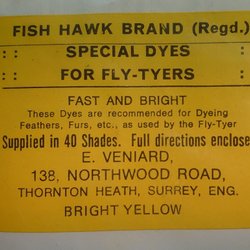 FISH HAWK BRAND (Regd.)
: : SPECIAL DYES : :
: : FOR FLY-TYERS : :
FAST AND BRIGHT
These Dyes are recommended for Dyeing
Feathers, Furs, etc., as used by the Fly-Tyer
Supplied in 40 Shades. Full directions enclose
E. VENIARD,
138, NORTHWOOD ROAD,
THORNTON HEATH, SURREY, ENG.
BRIGHT YELLOW